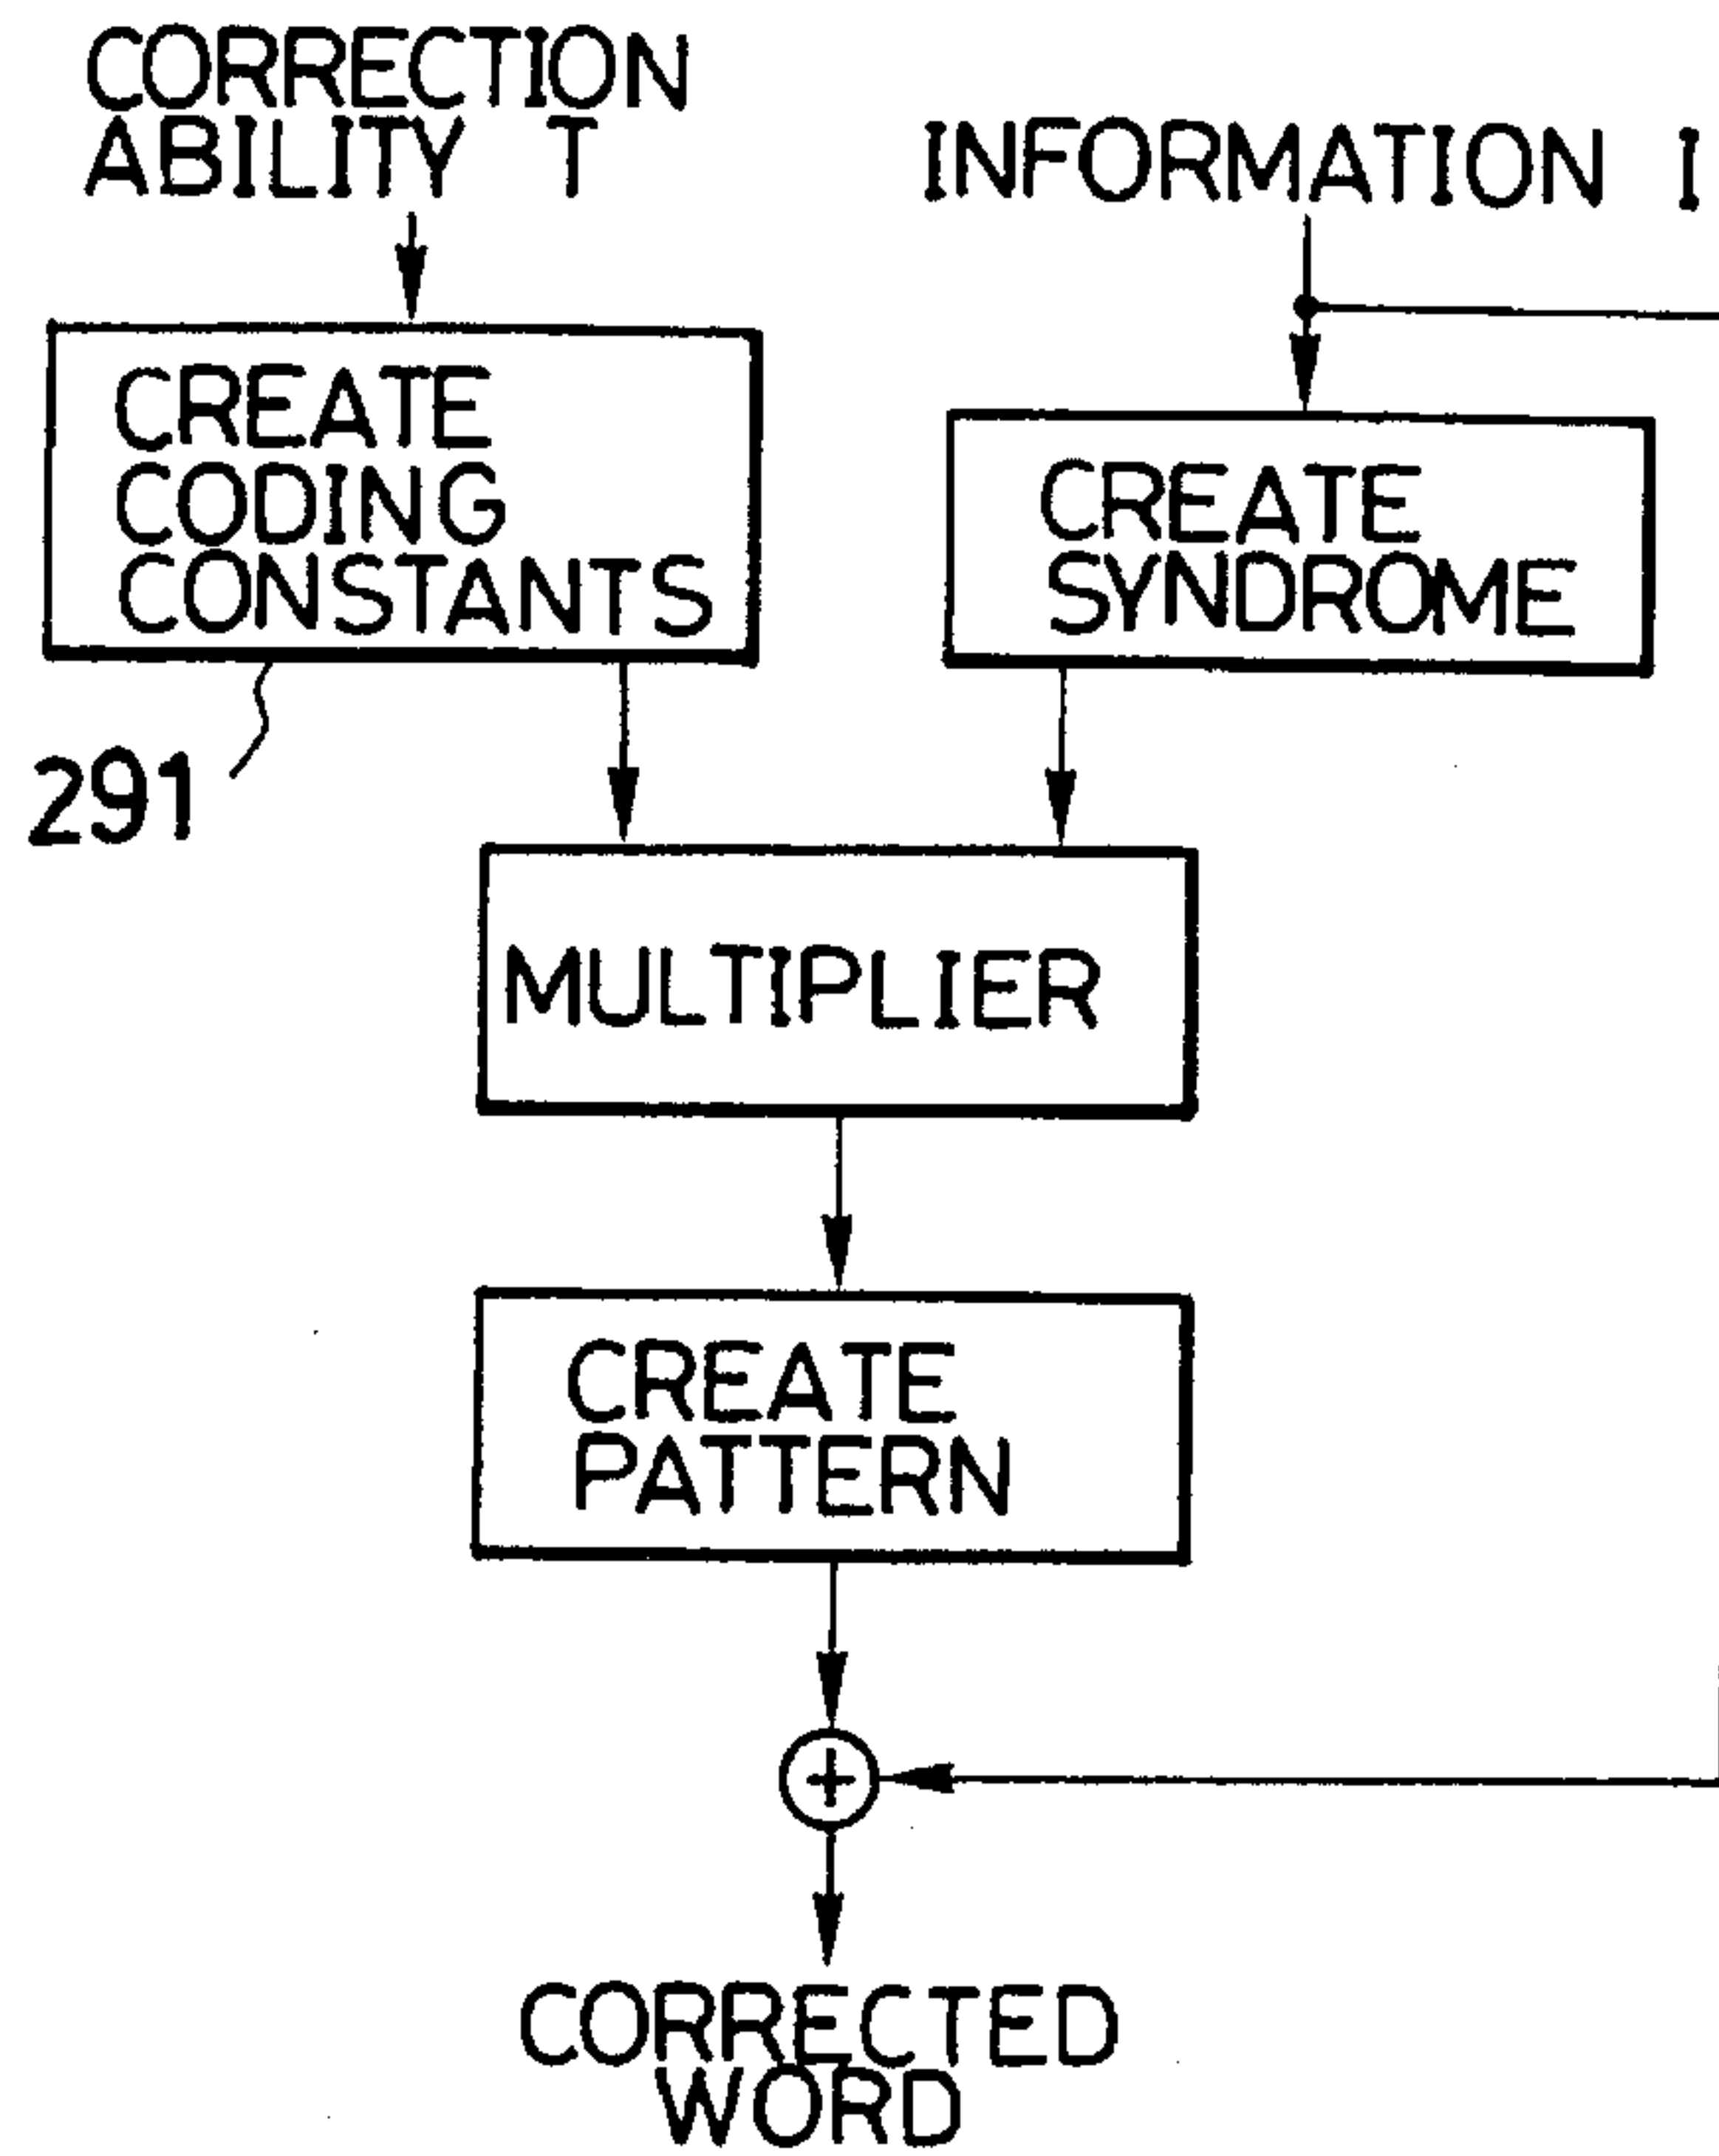 CORRECTION
ABILITY T
INFORMATION I
CREATE
CODING
CONSTANTS
CREATE
SYNDROME
291
MULTIPLIER
CREATE
PATTERN
+
CORRECTED
WORD